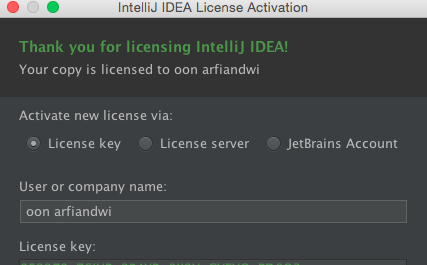 IntelliJ IDEA License Activation
Thank you for licensing IntelliJ IDEA!
Your copy is licensed to oon arfiandwi
Activate new license via:
License key License server JetBrains Account
User or company name:
oon arfiandwi
License key: